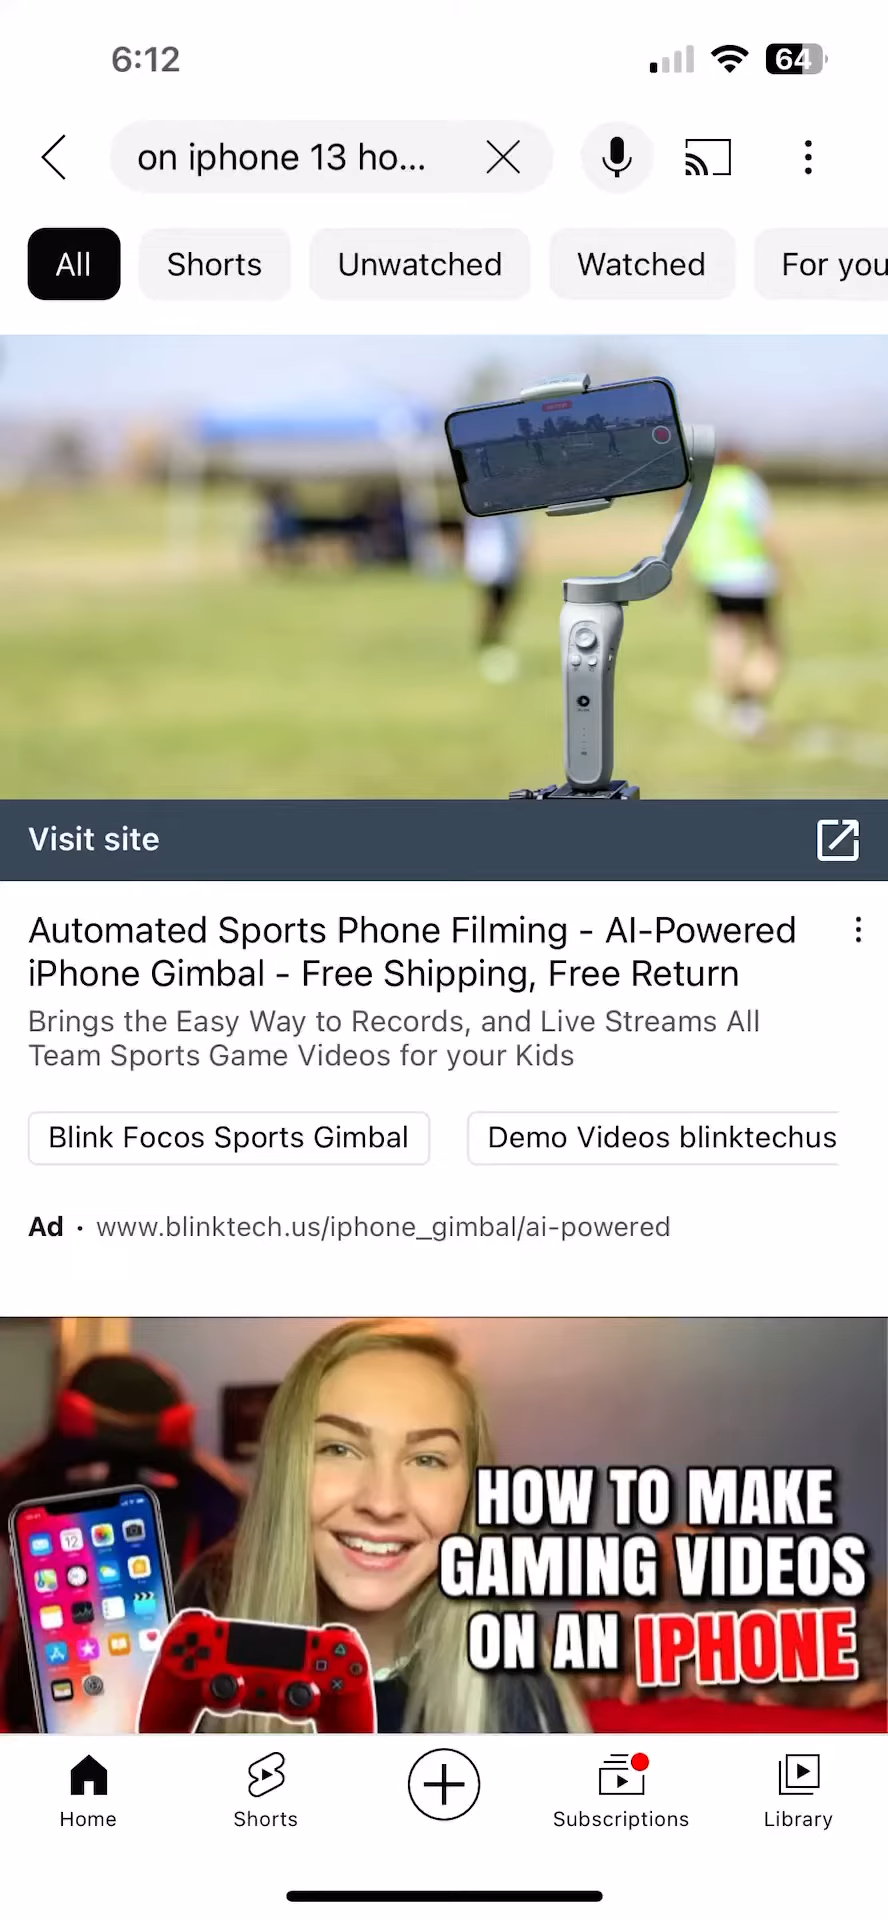 6:12
64
on iphone 13 ho...
All
Shorts
Unwatched
Watched
For you
Visit site
Automated Sports Phone Filming - AI-Powered
iPhone Gimbal - Free Shipping, Free Return
Brings the Easy Way to Records, and Live Streams All
Team Sports Game Videos for your Kids
Blink Focos Sports Gimbal
Demo Videos blinktechus
Ad · www.blinktech.us/iphone_gimbal/ai-powered
HOW TO MAKE
GAMING VIDEOS
ON AN IPHONE
12
Home
Shorts
Subscriptions
Library